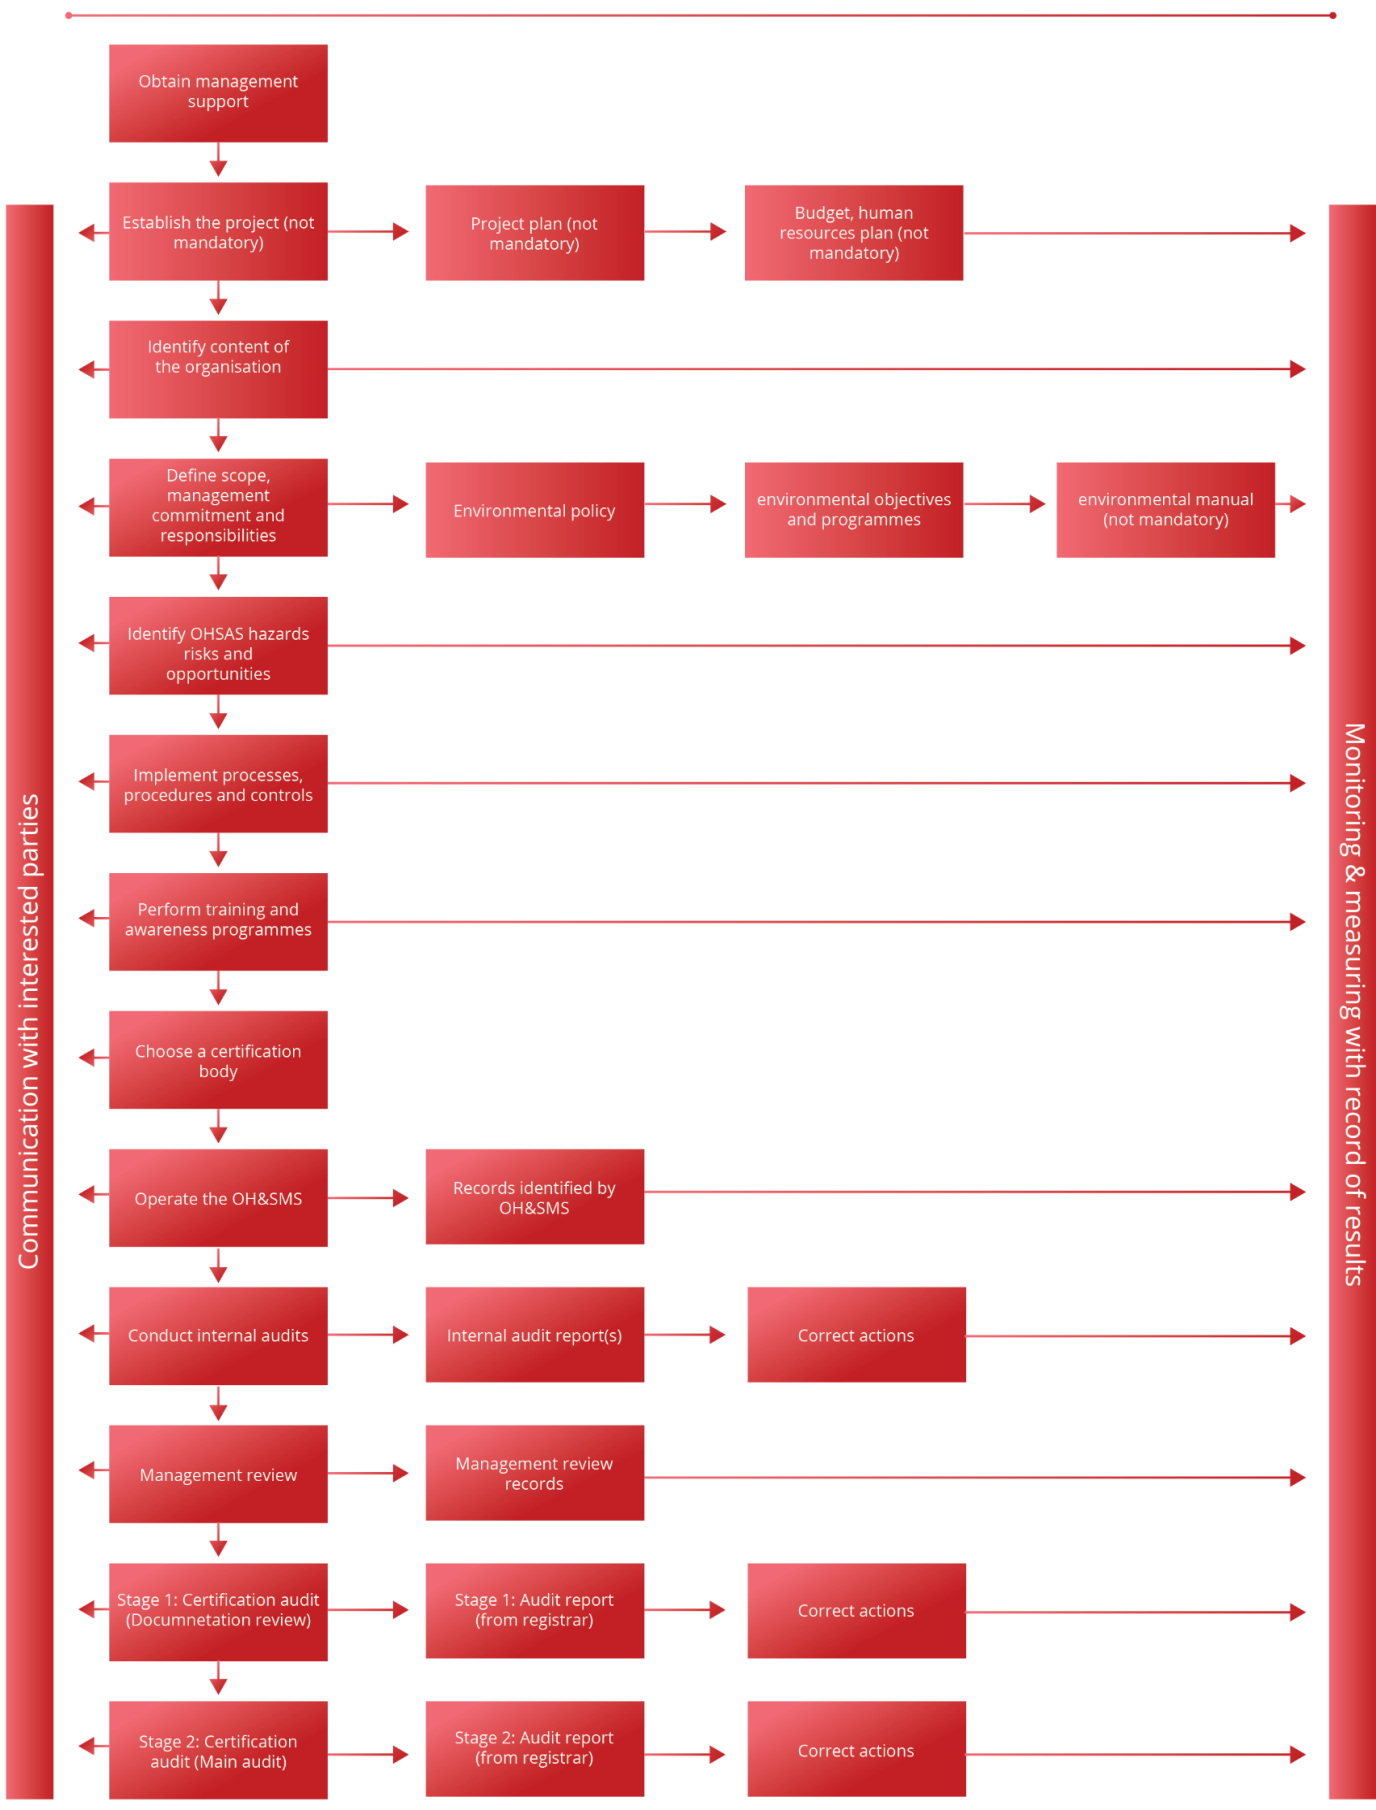 Obtain management
support
Establish the project (not
mandatory)
Project plan (not
mandatory)
Budget, human
resources plan (not
mandatory)
Identify content of
the organisation
Define scope,
management
commitment and
responsibilities
Environmental policy
environmental objectives
and programmes
environmental manual
(not mandatory)
Identify OHSAS hazards
risks and
opportunities
Implement processes,
procedures and controls
Perform training and
awareness programmes
Choose a certification
body
Operate the OH&SMS
Records identified by
OH&SMS
Conduct internal audits
Internal audit report(s)
Correct actions
Management review
Management review
records
Stage 1: Certification audit
(Documnetation review)
Stage 1: Audit report
(from registrar)
Correct actions
Stage 2: Certification
audit (Main audit)
Stage 2: Audit report
(from registrar)
Correct actions
Communication with interested parties
Monitoring & measuring with record of results